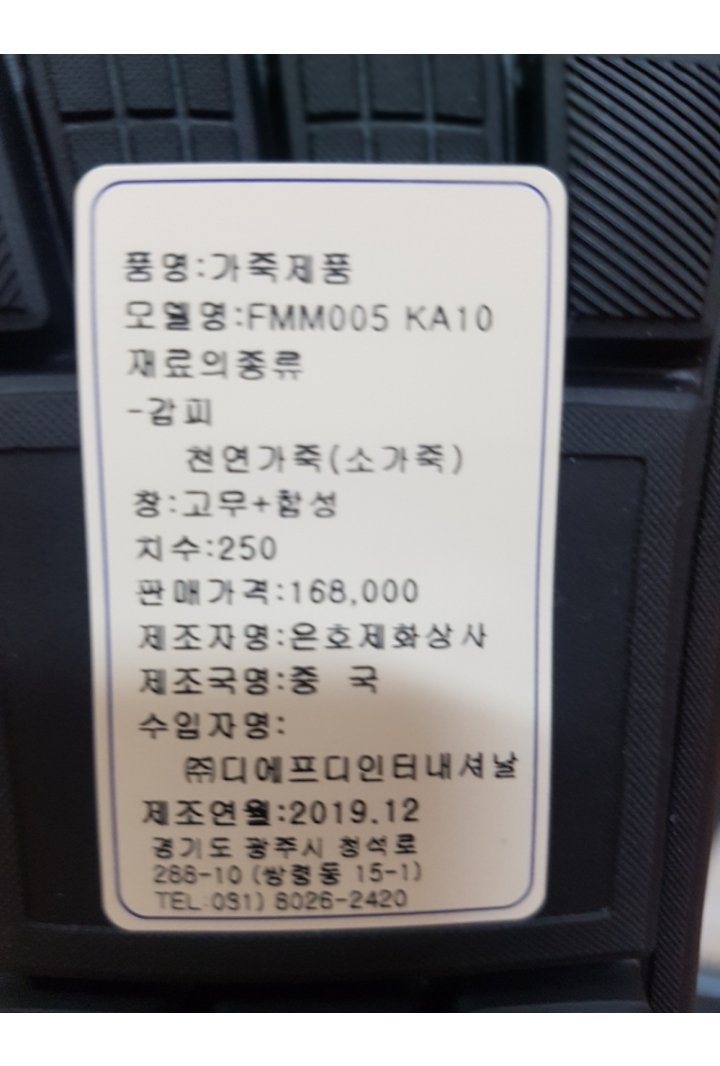 품명:가죽제품
모델명:FMM005 KA10
재료의종류
-갑피
천연가죽(소가죽)
창:고무+합성
치수:250
판매가격:168,000
제조자명:은호제화상사
제조국명:중 국
수입자명:
㈜디에프디인터내셔날
제조연월:2019.12
경기도 광주시 청석로
268-10 (쌍령동 15-1)
TEL:031) 8026-2420